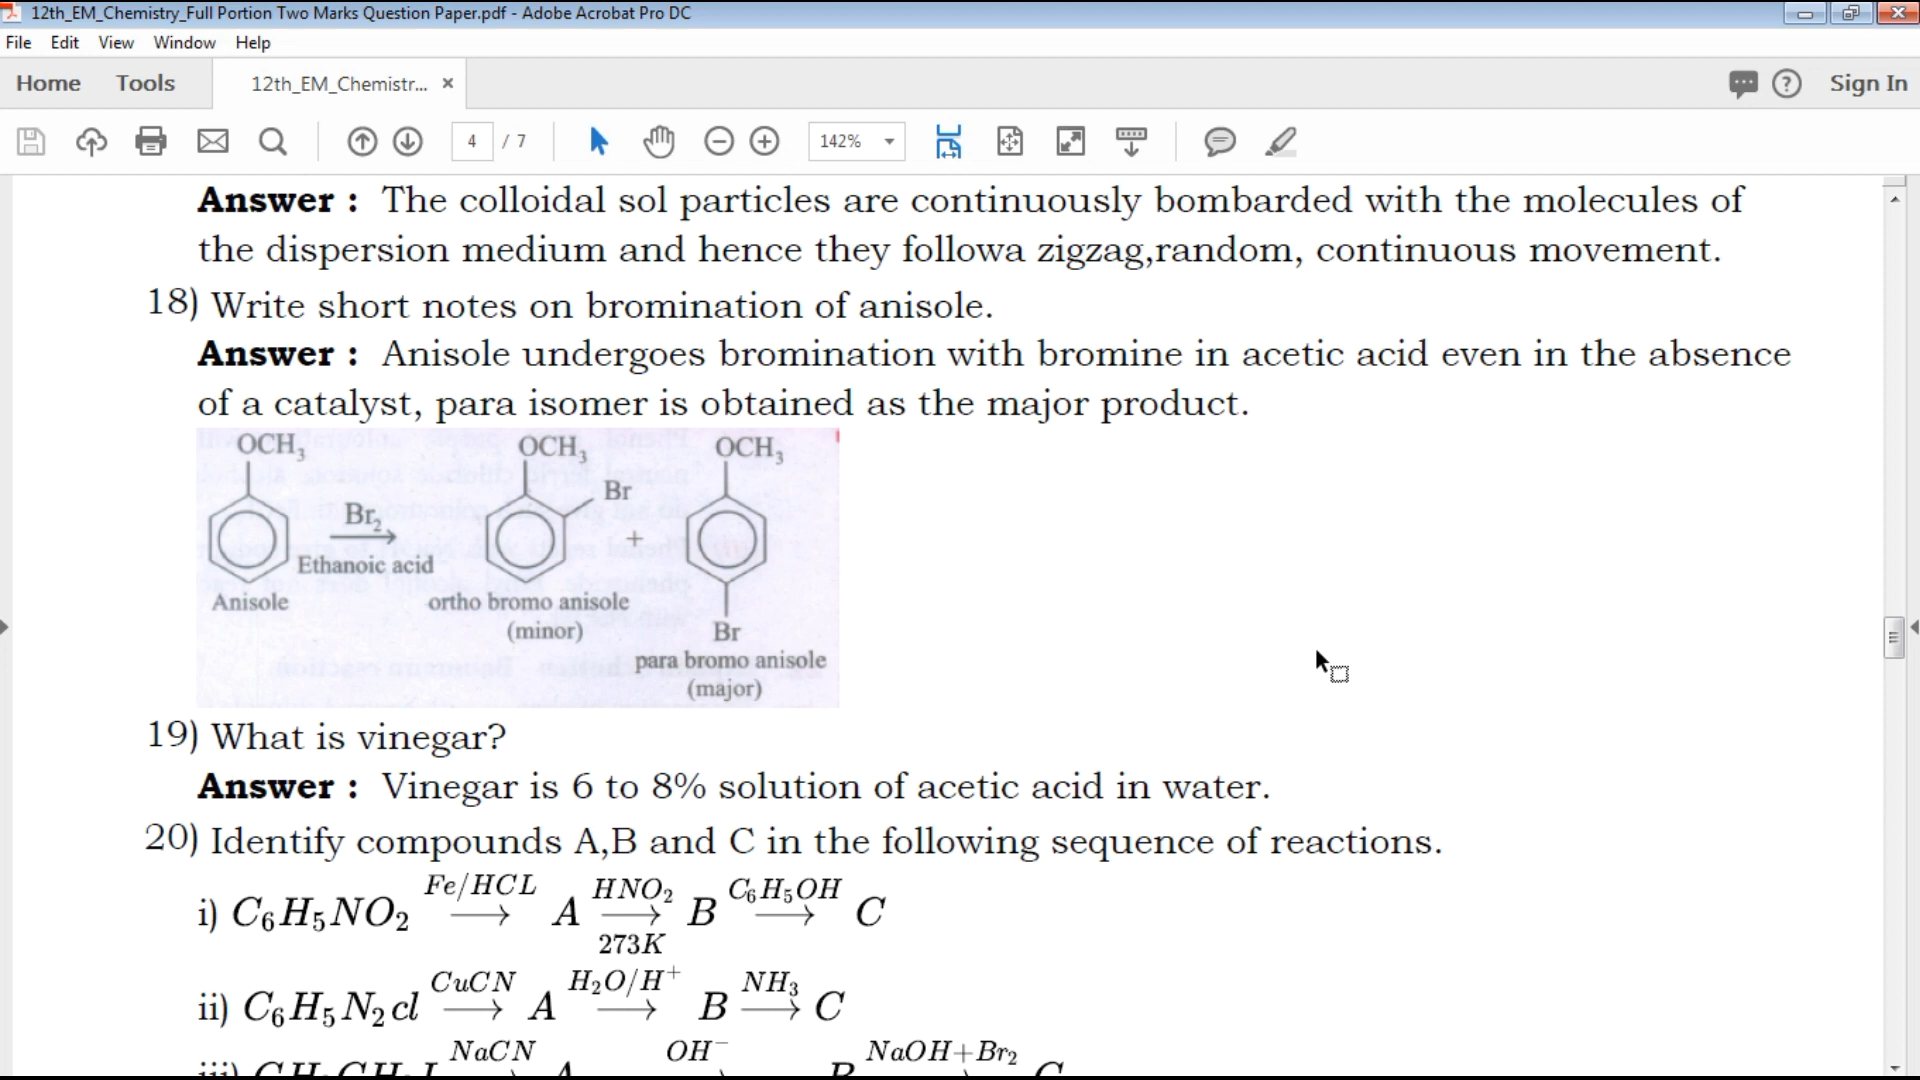 12th_EM_Chemistry_Full Portion Two Marks Question Paper.pdf - Adobe Acrobat Pro DC
File Edit View Window Help
Home Tools 12th_EM_Chemistr... × Sign In
4 / 7 142%
Answer : The colloidal sol particles are continuously bombarded with the molecules of
the dispersion medium and hence they followa zigzag,random, continuous movement.
18) Write short notes on bromination of anisole.
Answer : Anisole undergoes bromination with bromine in acetic acid even in the absence
of a catalyst, para isomer is obtained as the major product.
OCH₃ OCH₃ OCH₃
Br
Br₂
+
Ethanoic acid
Anisole ortho bromo anisole
(minor) Br
para bromo anisole
(major)
19) What is vinegar?
Answer : Vinegar is 6 to 8% solution of acetic acid in water.
20) Identify compounds A,B and C in the following sequence of reactions.
Fe/HCL HNO₂ C₆H₅OH
i) C₆H₅NO₂ ⟶ A ⟶ B ⟶ C
273K
CuCN H₂O/H⁺ NH₃
ii) C₆H₅N₂cl ⟶ A ⟶ B ⟶ C
NaCN OH⁻ NaOH+Br₂